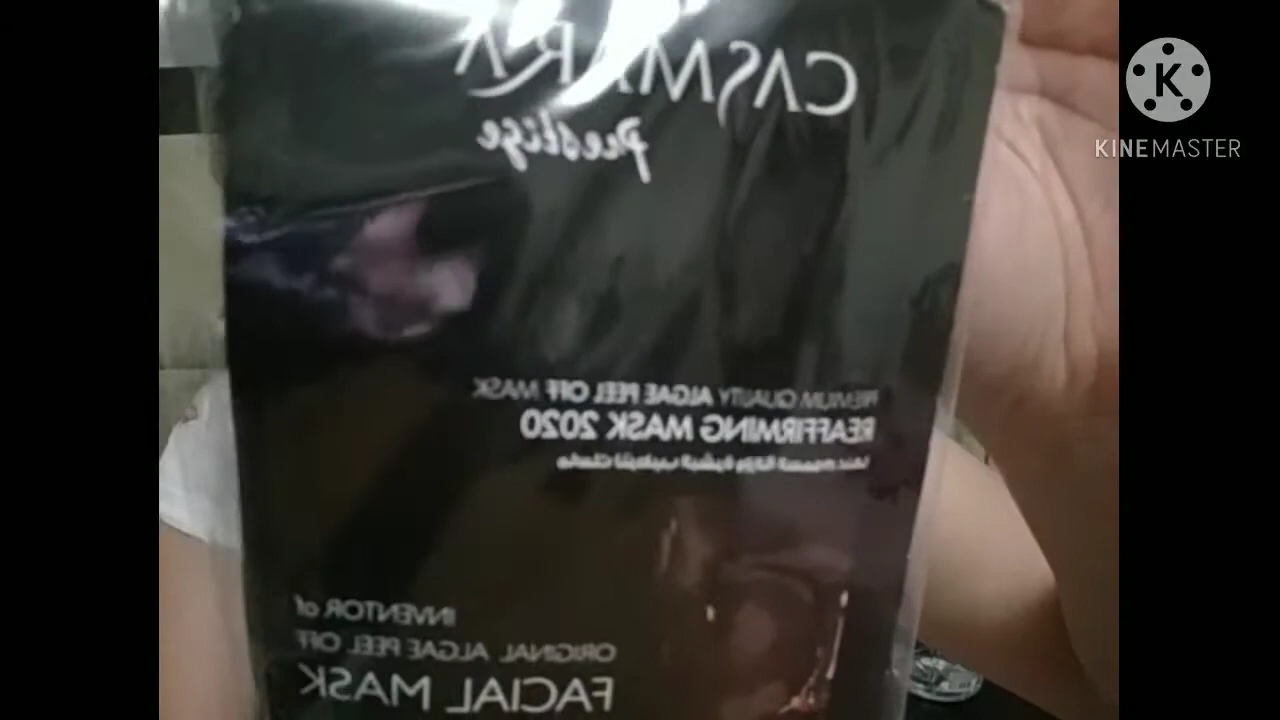 CASMARA
Prestige
PREMIUM QUALITY ALGAE PEEL OFF MASK
REAFFIRMING MASK 2020
INVENTOR of
ORIGINAL ALGAE PEEL OFF
FACIAL MASK
K
KINEMASTER